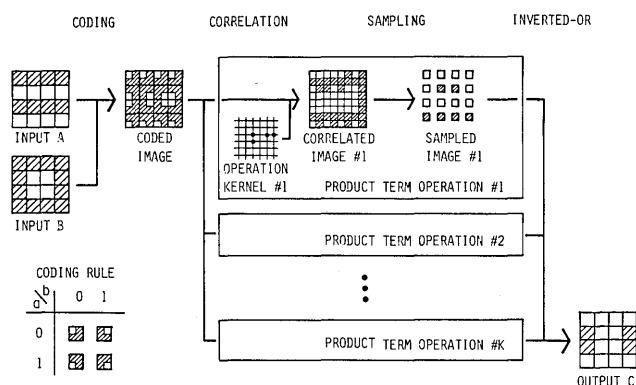 CODING
CORRELATION
SAMPLING
INVERTED-OR
INPUT A
CODED
IMAGE
CORRELATED
IMAGE #1
SAMPLED
IMAGE #1
OPERATION
KERNEL #1
PRODUCT TERM OPERATION #1
INPUT B
PRODUCT TERM OPERATION #2
CODING RULE
a b
0 1
0
1
PRODUCT TERM OPERATION #K
OUTPUT C